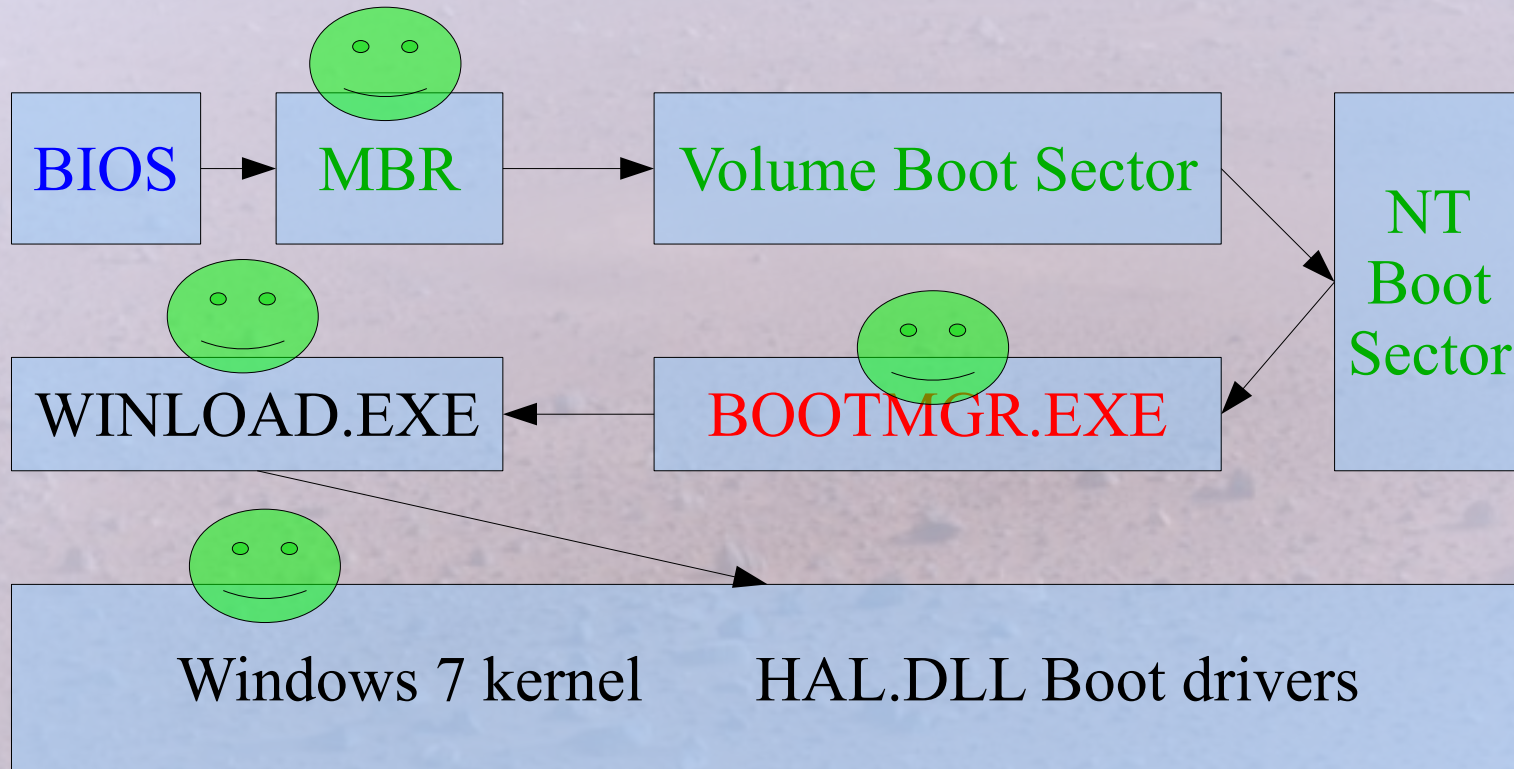 BIOS
MBR
Volume Boot Sector
NT
Boot
Sector
WINLOAD.EXE
BOOTMGR.EXE
Windows 7 kernel
HAL.DLL Boot drivers